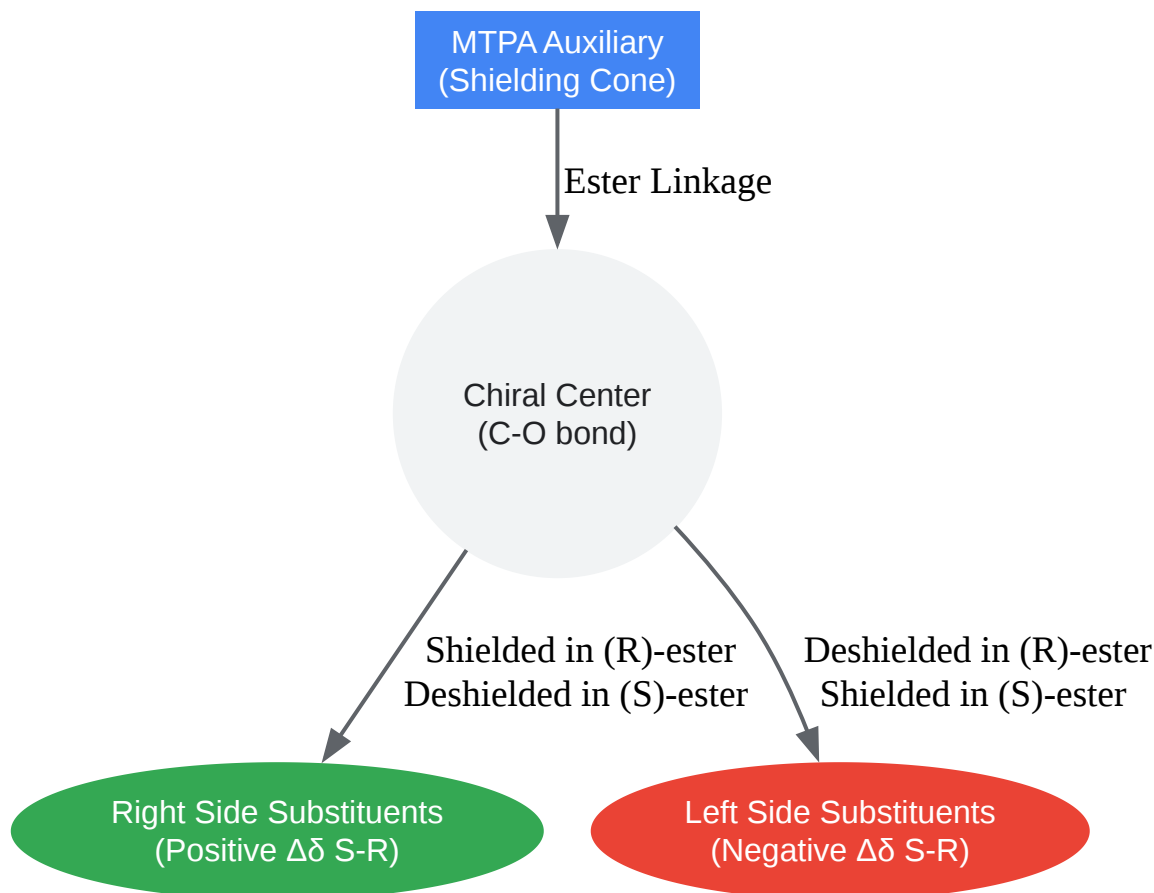 MTPA Auxiliary
(Shielding Cone)
Ester Linkage
Chiral Center
(C-O bond)
Shielded in (R)-ester
Deshielded in (S)-ester
Deshielded in (R)-ester
Shielded in (S)-ester
Right Side Substituents
(Positive Δδ S-R)
Left Side Substituents
(Negative Δδ S-R)